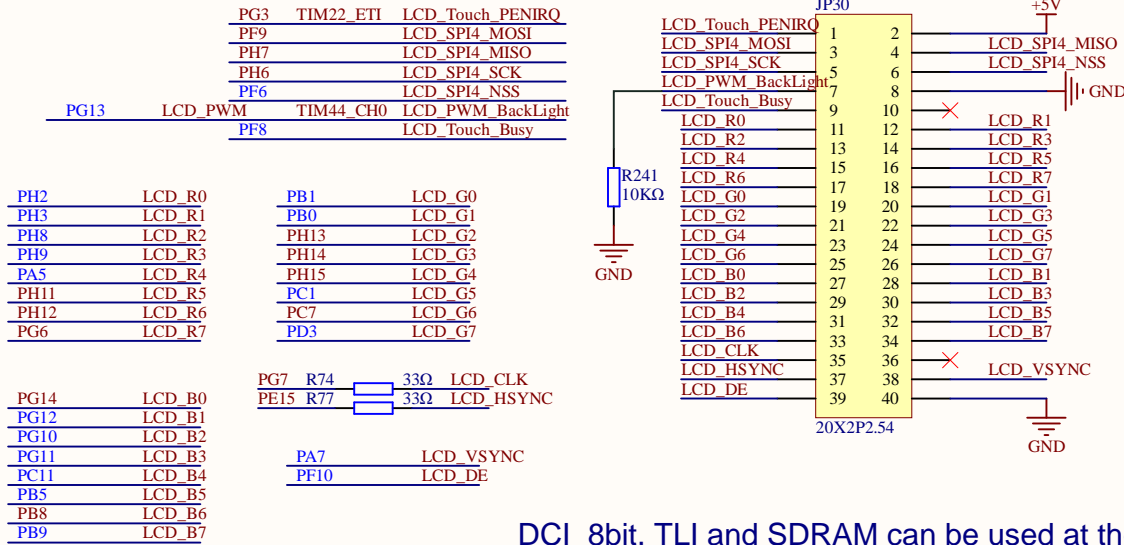 PG3 TIM22_ETI LCD_Touch_PENIRQ
PF9 LCD_SPI4_MOSI
PH7 LCD_SPI4_MISO
PH6 LCD_SPI4_SCK
PF6 LCD_SPI4_NSS
PG13 LCD_PWM TIM44_CH0 LCD_PWM_BackLight
PF8 LCD_Touch_Busy
PH2 LCD_R0
PH3 LCD_R1
PH8 LCD_R2
PH9 LCD_R3
PA5 LCD_R4
PH11 LCD_R5
PH12 LCD_R6
PG6 LCD_R7
PB1 LCD_G0
PB0 LCD_G1
PH13 LCD_G2
PH14 LCD_G3
PH15 LCD_G4
PC1 LCD_G5
PC7 LCD_G6
PD3 LCD_G7
PG14 LCD_B0
PG12 LCD_B1
PG10 LCD_B2
PG11 LCD_B3
PC11 LCD_B4
PB5 LCD_B5
PB8 LCD_B6
PB9 LCD_B7
PG7 R74 33Ω LCD_CLK
PE15 R77 33Ω LCD_HSYNC
PA7 LCD_VSYNC
PF10 LCD_DE
JP30
+5V
LCD_Touch_PENIRQ 1 2
LCD_SPI4_MOSI 3 4 LCD_SPI4_MISO
LCD_SPI4_SCK 5 6 LCD_SPI4_NSS
LCD_PWM_BackLight 7 8 GND
LCD_Touch_Busy 9 10
LCD_R0 11 12 LCD_R1
LCD_R2 13 14 LCD_R3
LCD_R4 15 16 LCD_R5
LCD_R6 17 18 LCD_R7
LCD_G0 19 20 LCD_G1
LCD_G2 21 22 LCD_G3
LCD_G4 23 24 LCD_G5
LCD_G6 25 26 LCD_G7
LCD_B0 27 28 LCD_B1
LCD_B2 29 30 LCD_B3
LCD_B4 31 32 LCD_B5
LCD_B6 33 34 LCD_B7
LCD_CLK 35 36
LCD_HSYNC 37 38 LCD_VSYNC
LCD_DE 39 40
20X2P2.54
GND
R241
10KΩ
GND
DCI 8bit, TLI and SDRAM can be used at th